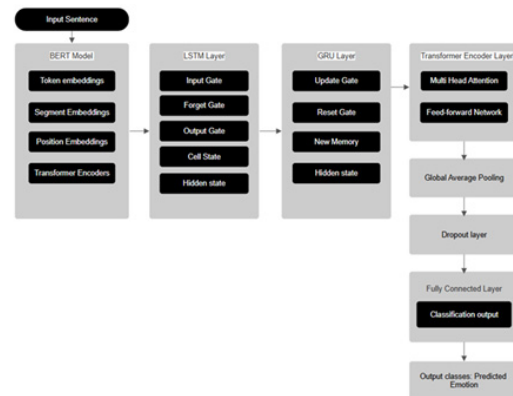 Input Sentence
BERT Model
Token embeddings
Segment Embeddings
Position Embeddings
Transformer Encoders
LSTM Layer
Input Gate
Forget Gate
Output Gate
Cell State
Hidden state
GRU Layer
Update Gate
Reset Gate
New Memory
Hidden state
Transformer Encoder Layer
Multi Head Attention
Feed-forward Network
Global Average Pooling
Dropout layer
Fully Connected Layer
Classification output
Output classes: Predicted
Emotion